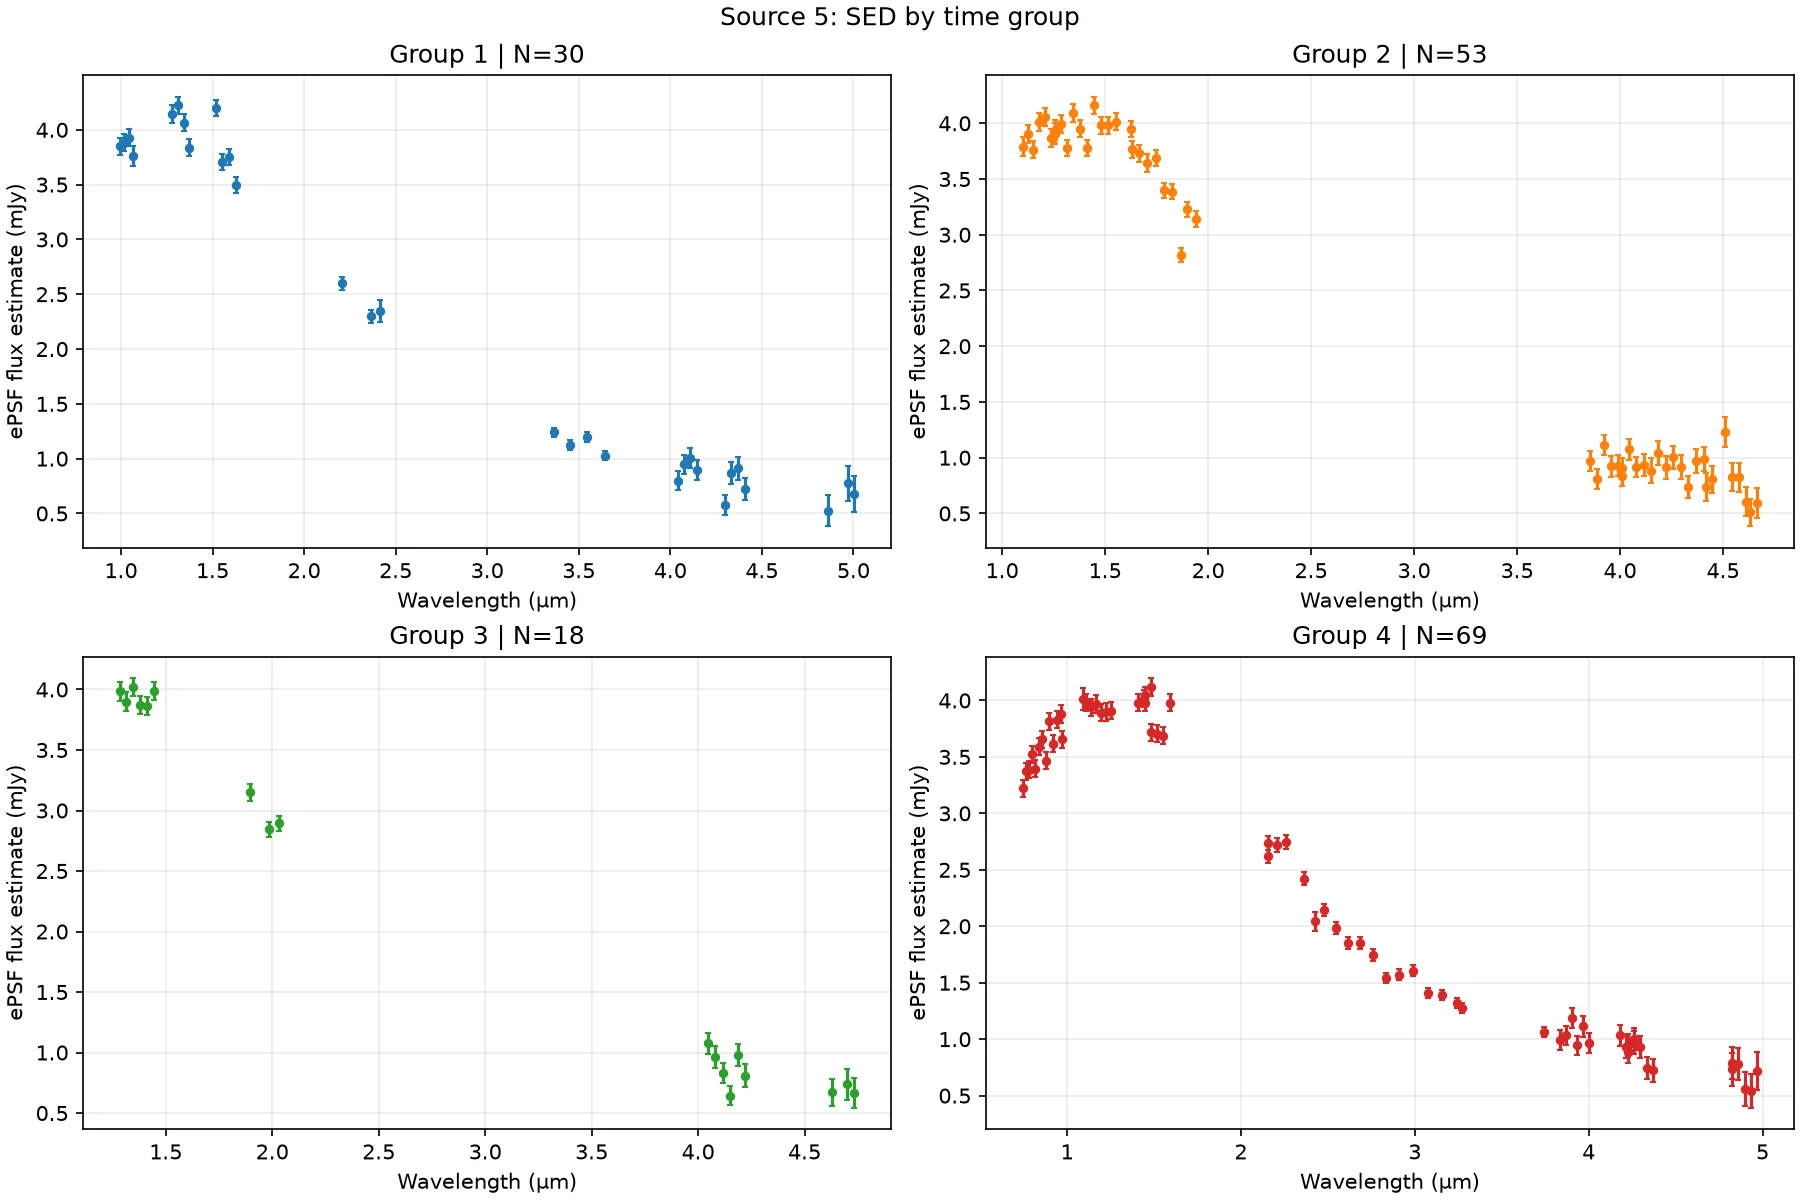 Source 5: SED by time group
Group 1 | N=30
ePSF flux estimate (mJy)
4.0
3.5
3.0
2.5
2.0
1.5
1.0
0.5
1.0 1.5 2.0 2.5 3.0 3.5 4.0 4.5 5.0
Wavelength (μm)
Group 2 | N=53
ePSF flux estimate (mJy)
4.0
3.5
3.0
2.5
2.0
1.5
1.0
0.5
1.0 1.5 2.0 2.5 3.0 3.5 4.0 4.5
Wavelength (μm)
Group 3 | N=18
ePSF flux estimate (mJy)
4.0
3.5
3.0
2.5
2.0
1.5
1.0
0.5
1.5 2.0 2.5 3.0 3.5 4.0 4.5
Wavelength (μm)
Group 4 | N=69
ePSF flux estimate (mJy)
4.0
3.5
3.0
2.5
2.0
1.5
1.0
0.5
1 2 3 4 5
Wavelength (μm)